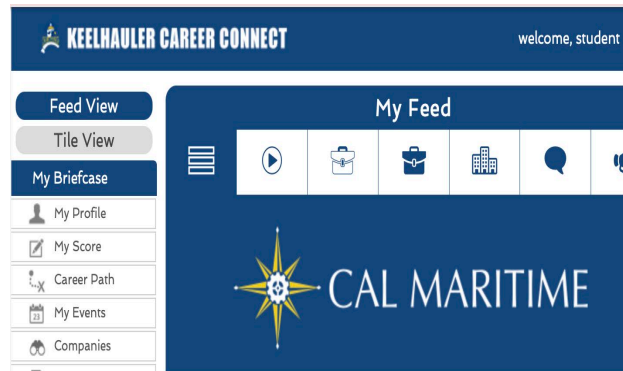 KEELHAULER CAREER CONNECT
welcome, student
Feed View
Tile View
My Briefcase
My Profile
My Score
Career Path
23
My Events
Companies
My Feed
CAL MARITIME